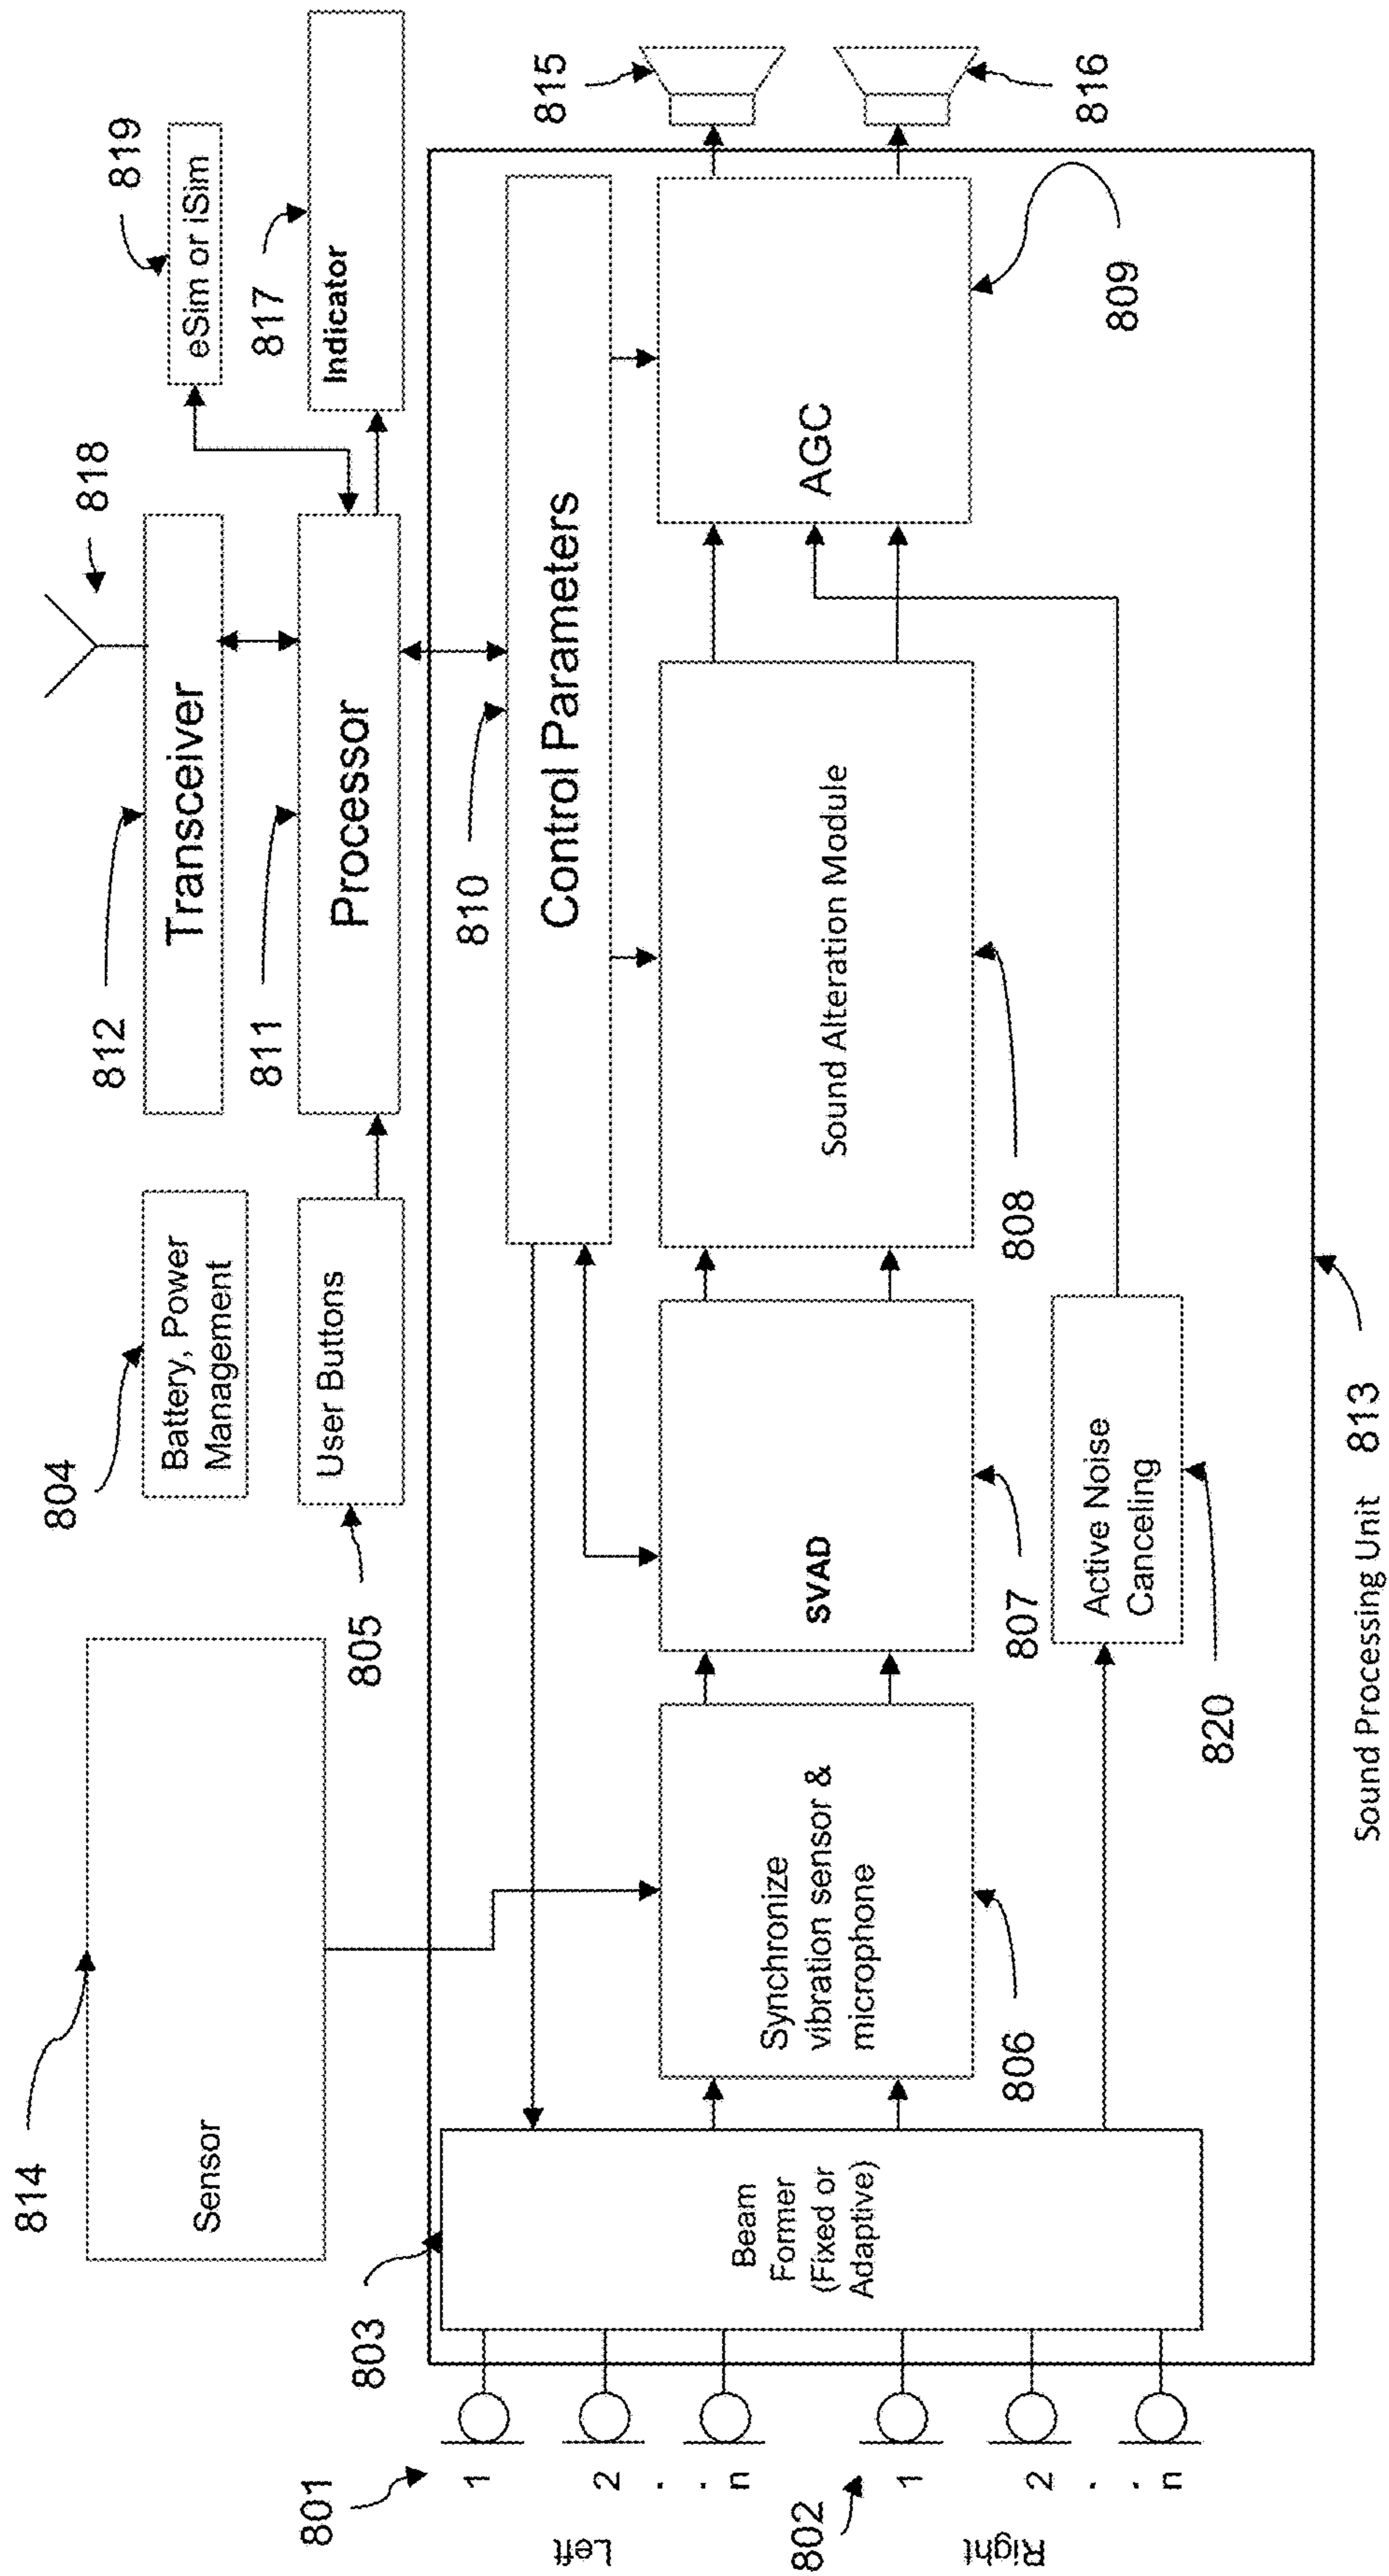 814
Sensor
804
Battery, Power
Management
805
User Buttons
812
Transceiver
818
819
eSim or iSim
811
Processor
817
Indicator
810
Control Parameters
801
Left
1
2
.
.
n
802
Right
1
2
.
.
n
803
Beam
Former
(Fixed or
Adaptive)
Synchronize
vibration sensor &
microphone
806
SVAD
807
Sound Alteration Module
808
AGC
809
815
816
Active Noise
Canceling
820
Sound Processing Unit 813